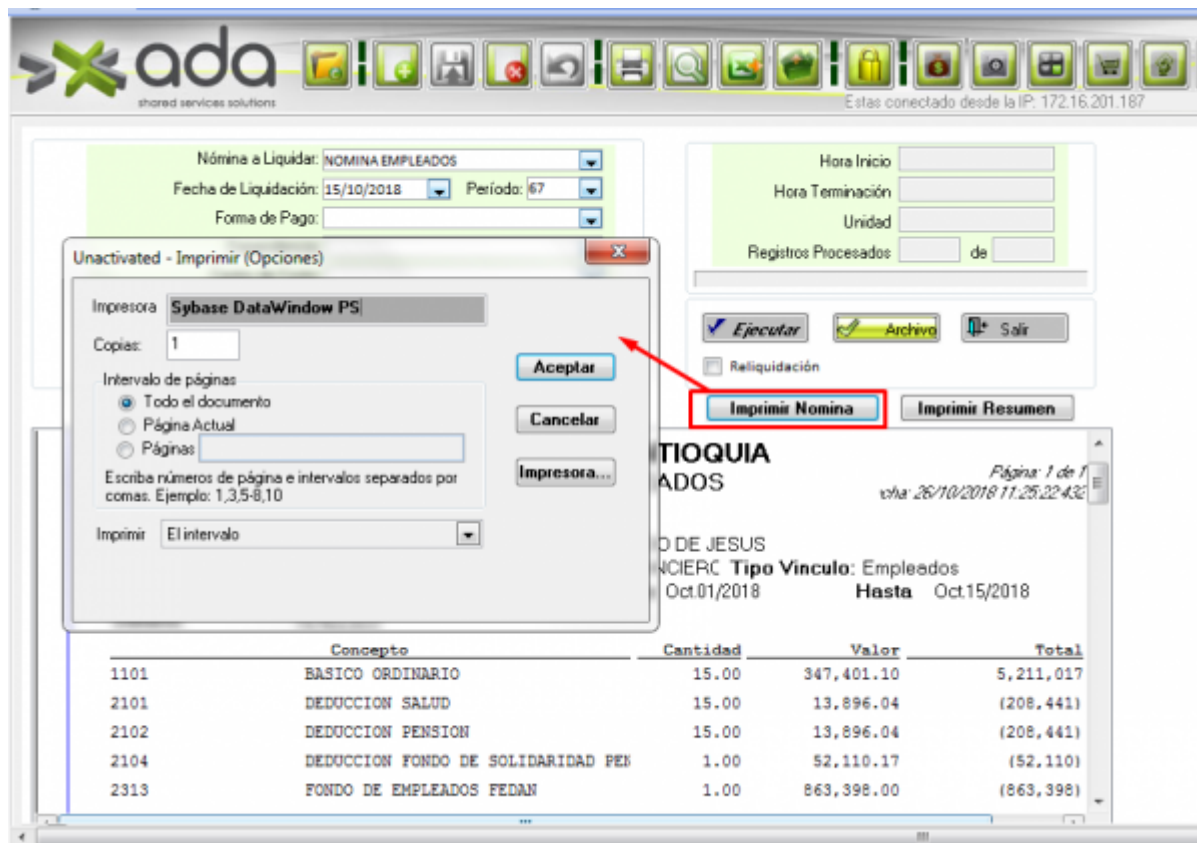 ada
shared services solutions
Estas conectado desde la IP: 172.16.201.187
Nómina a Liquidar: NOMINA EMPLEADOS
Fecha de Liquidación: 15/10/2018 Período: 67
Forma de Pago:
Hora Inicio
Hora Terminación
Unidad
Registros Procesados de
Ejecutar Archivo Salir
Reliquidación
Imprimir Nomina Imprimir Resumen
Unactivated - Imprimir (Opciones)
x
Impresora Sybase DataWindow PS
Copias: 1
Intervalo de páginas
Todo el documento
Página Actual
Páginas
Escriba números de página e intervalos separados por
comas. Ejemplo: 1,3,5-8,10
Imprimir El intervalo
Aceptar
Cancelar
Impresora...
TIOQUIA
ADOS
Página: 1 de 1
cha: 26/10/2018 11:25:22:432
O DE JESUS
NCIERC Tipo Vinculo: Empleados
Oct.01/2018 Hasta Oct.15/2018
Concepto Cantidad Valor Total
1101 BASICO ORDINARIO 15.00 347,401.10 5,211,017
2101 DEDUCCION SALUD 15.00 13,896.04 (208,441)
2102 DEDUCCION PENSION 15.00 13,896.04 (208,441)
2104 DEDUCCION FONDO DE SOLIDARIDAD PEN 1.00 52,110.17 (52,110)
2313 FONDO DE EMPLEADOS FEDAN 1.00 863,398.00 (863,398)